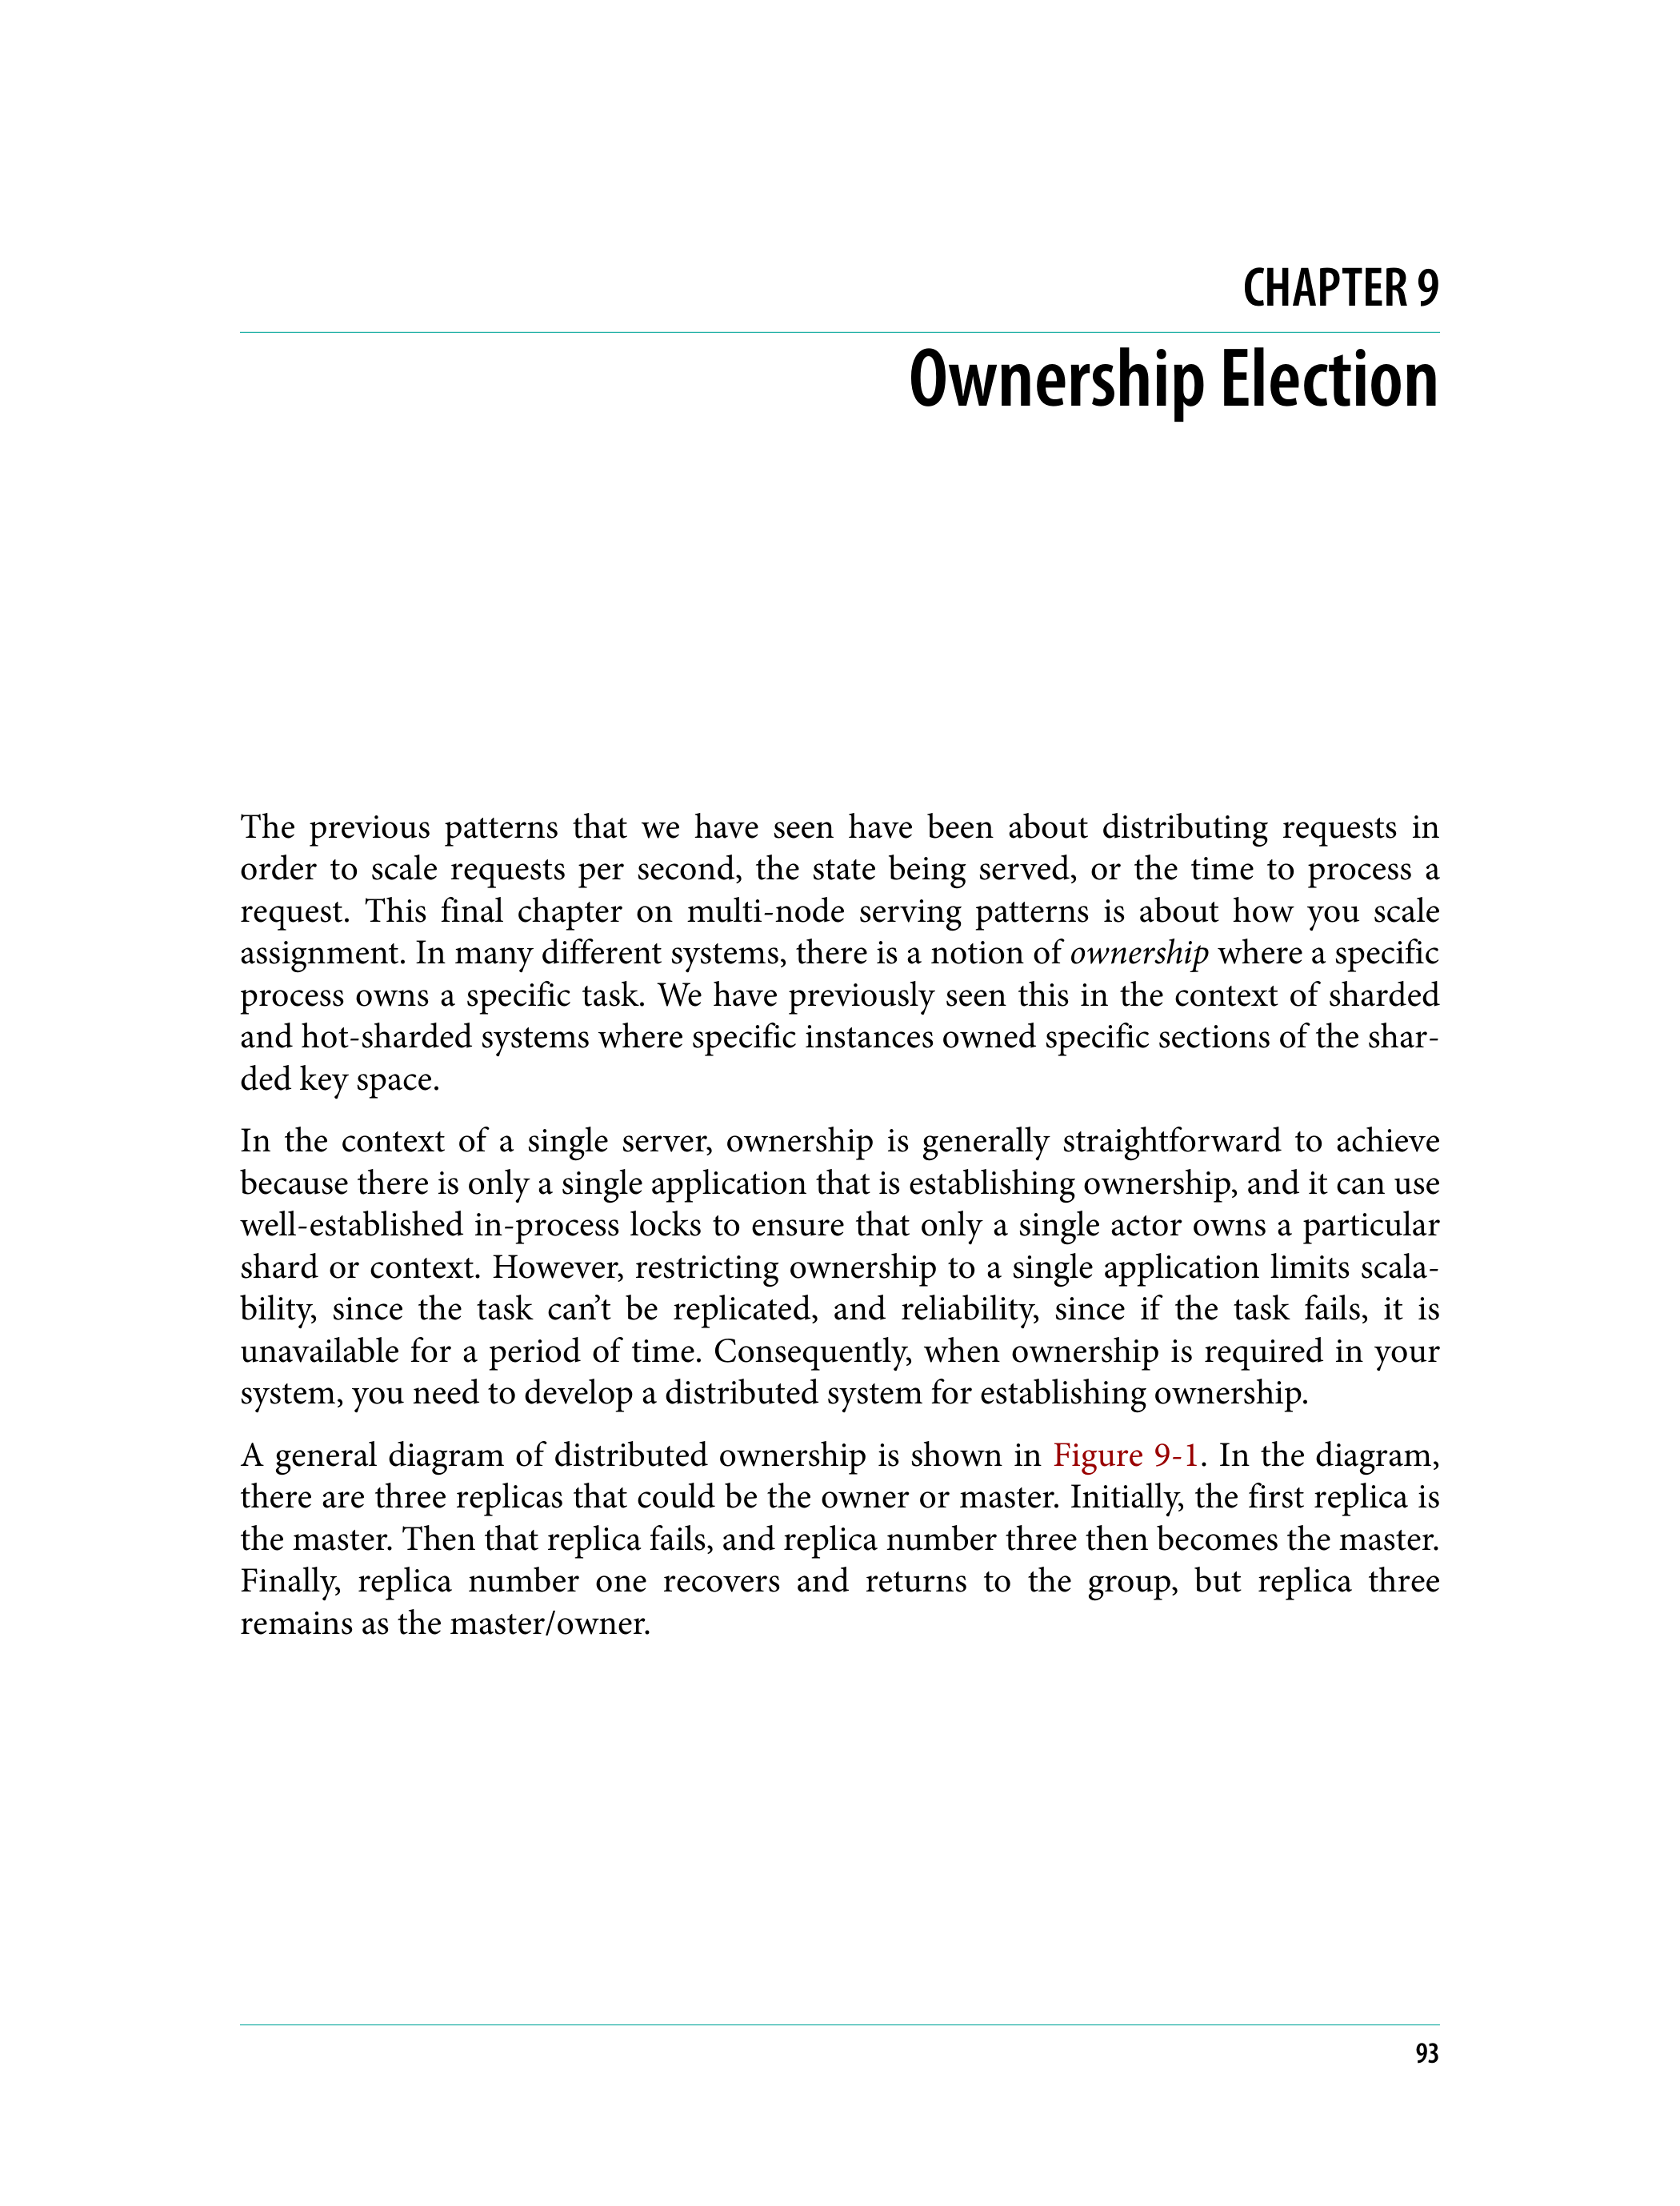 CHAPTER 9
Ownership Election
The previous patterns that we have seen have been about distributing requests in
order to scale requests per second, the state being served, or the time to process a
request. This final chapter on multi-node serving patterns is about how you scale
assignment. In many different systems, there is a notion of ownership where a specific
process owns a specific task. We have previously seen this in the context of sharded
and hot-sharded systems where specific instances owned specific sections of the shar-
ded key space.
In the context of a single server, ownership is generally straightforward to achieve
because there is only a single application that is establishing ownership, and it can use
well-established in-process locks to ensure that only a single actor owns a particular
shard or context. However, restricting ownership to a single application limits scala-
bility, since the task can’t be replicated, and reliability, since if the task fails, it is
unavailable for a period of time. Consequently, when ownership is required in your
system, you need to develop a distributed system for establishing ownership.
A general diagram of distributed ownership is shown in Figure 9-1. In the diagram,
there are three replicas that could be the owner or master. Initially, the first replica is
the master. Then that replica fails, and replica number three then becomes the master.
Finally, replica number one recovers and returns to the group, but replica three
remains as the master/owner.
93